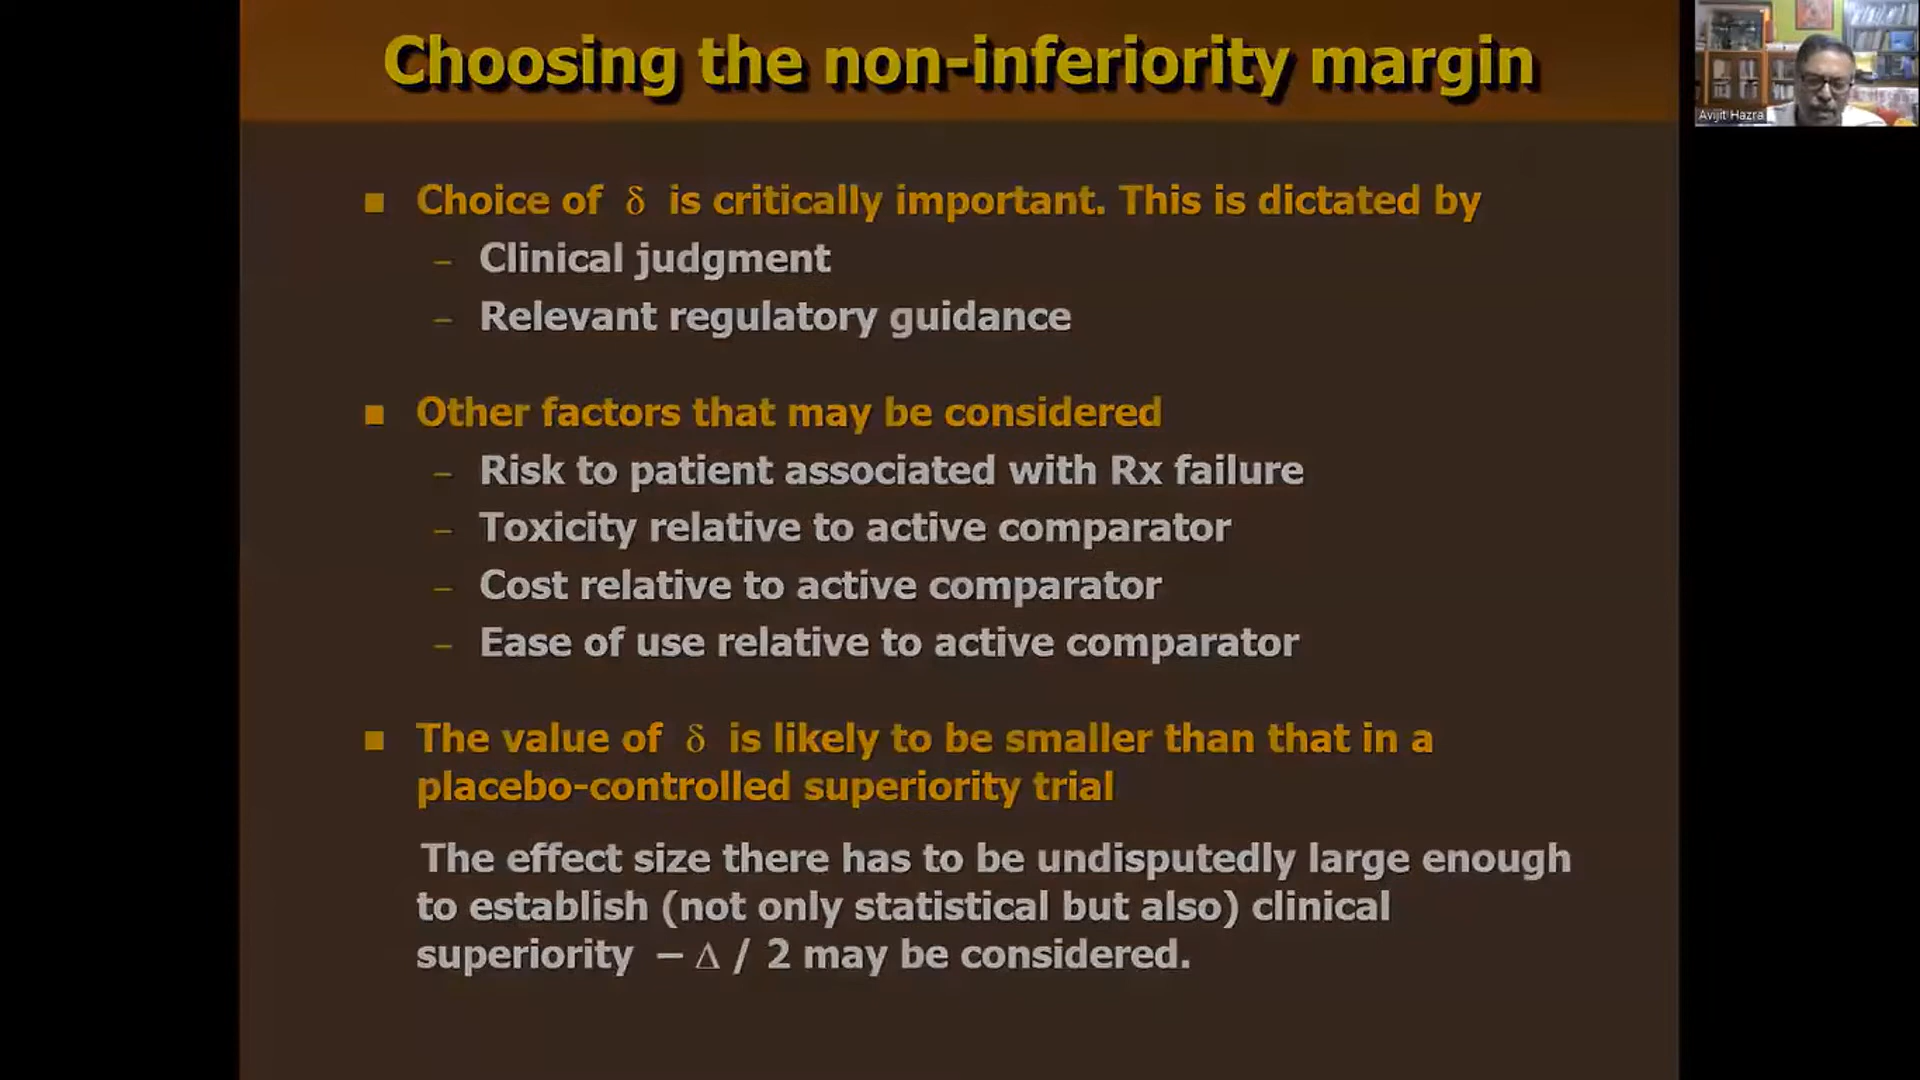 Choosing the non-inferiority margin
Avijit Hazra
■ Choice of δ is critically important. This is dictated by
– Clinical judgment
– Relevant regulatory guidance
■ Other factors that may be considered
– Risk to patient associated with Rx failure
– Toxicity relative to active comparator
– Cost relative to active comparator
– Ease of use relative to active comparator
■ The value of δ is likely to be smaller than that in a
placebo-controlled superiority trial
The effect size there has to be undisputedly large enough
to establish (not only statistical but also) clinical
superiority – Δ / 2 may be considered.